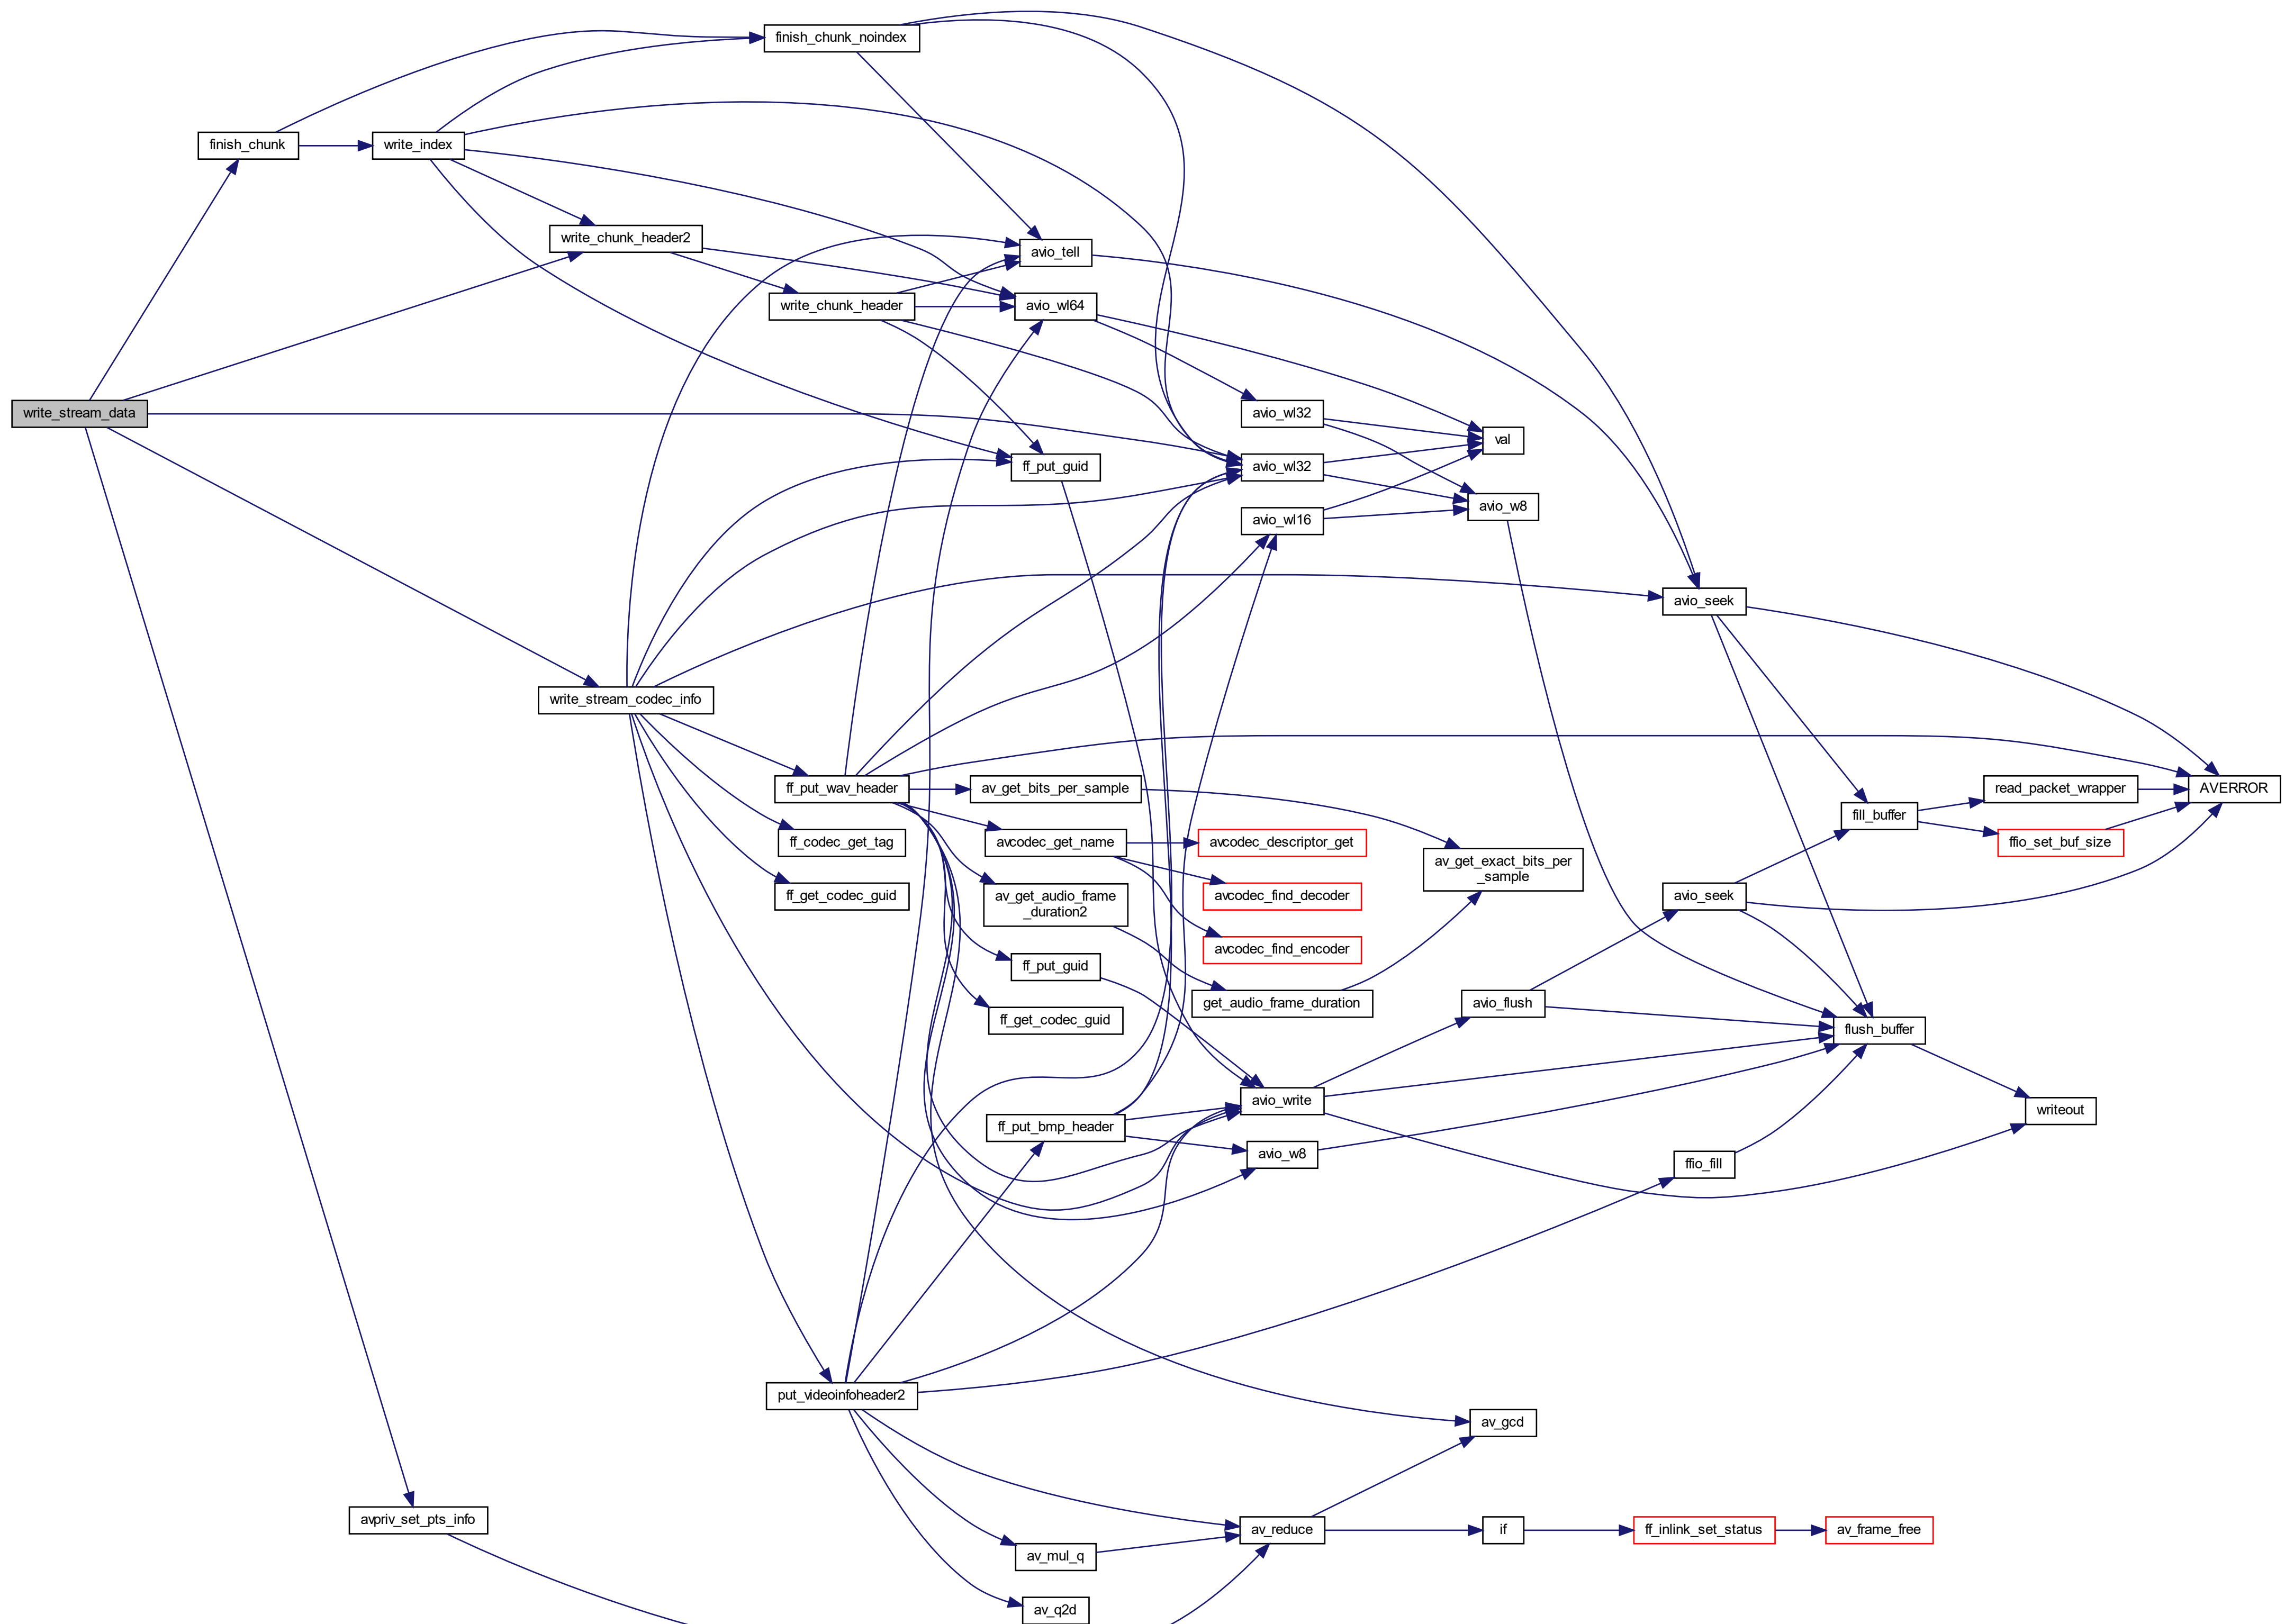 finish_chunk_noindex
finish_chunk
write_index
write_chunk_header2
avio_tell
write_chunk_header
avio_wl64
write_stream_data
avio_wl32
val
ff_put_guid
avio_wl32
avio_w8
avio_wl16
avio_seek
write_stream_codec_info
ff_put_wav_header
av_get_bits_per_sample
read_packet_wrapper
AVERROR
fill_buffer
ff_codec_get_tag
avcodec_get_name
avcodec_descriptor_get
ffio_set_buf_size
av_get_exact_bits_per
_sample
ff_get_codec_guid
av_get_audio_frame
_duration2
avcodec_find_decoder
avio_seek
avcodec_find_encoder
ff_put_guid
get_audio_frame_duration
avio_flush
ff_get_codec_guid
flush_buffer
avio_write
writeout
ff_put_bmp_header
avio_w8
ffio_fill
put_videoinfoheader2
av_gcd
avpriv_set_pts_info
av_reduce
if
ff_inlink_set_status
av_frame_free
av_mul_q
av_q2d